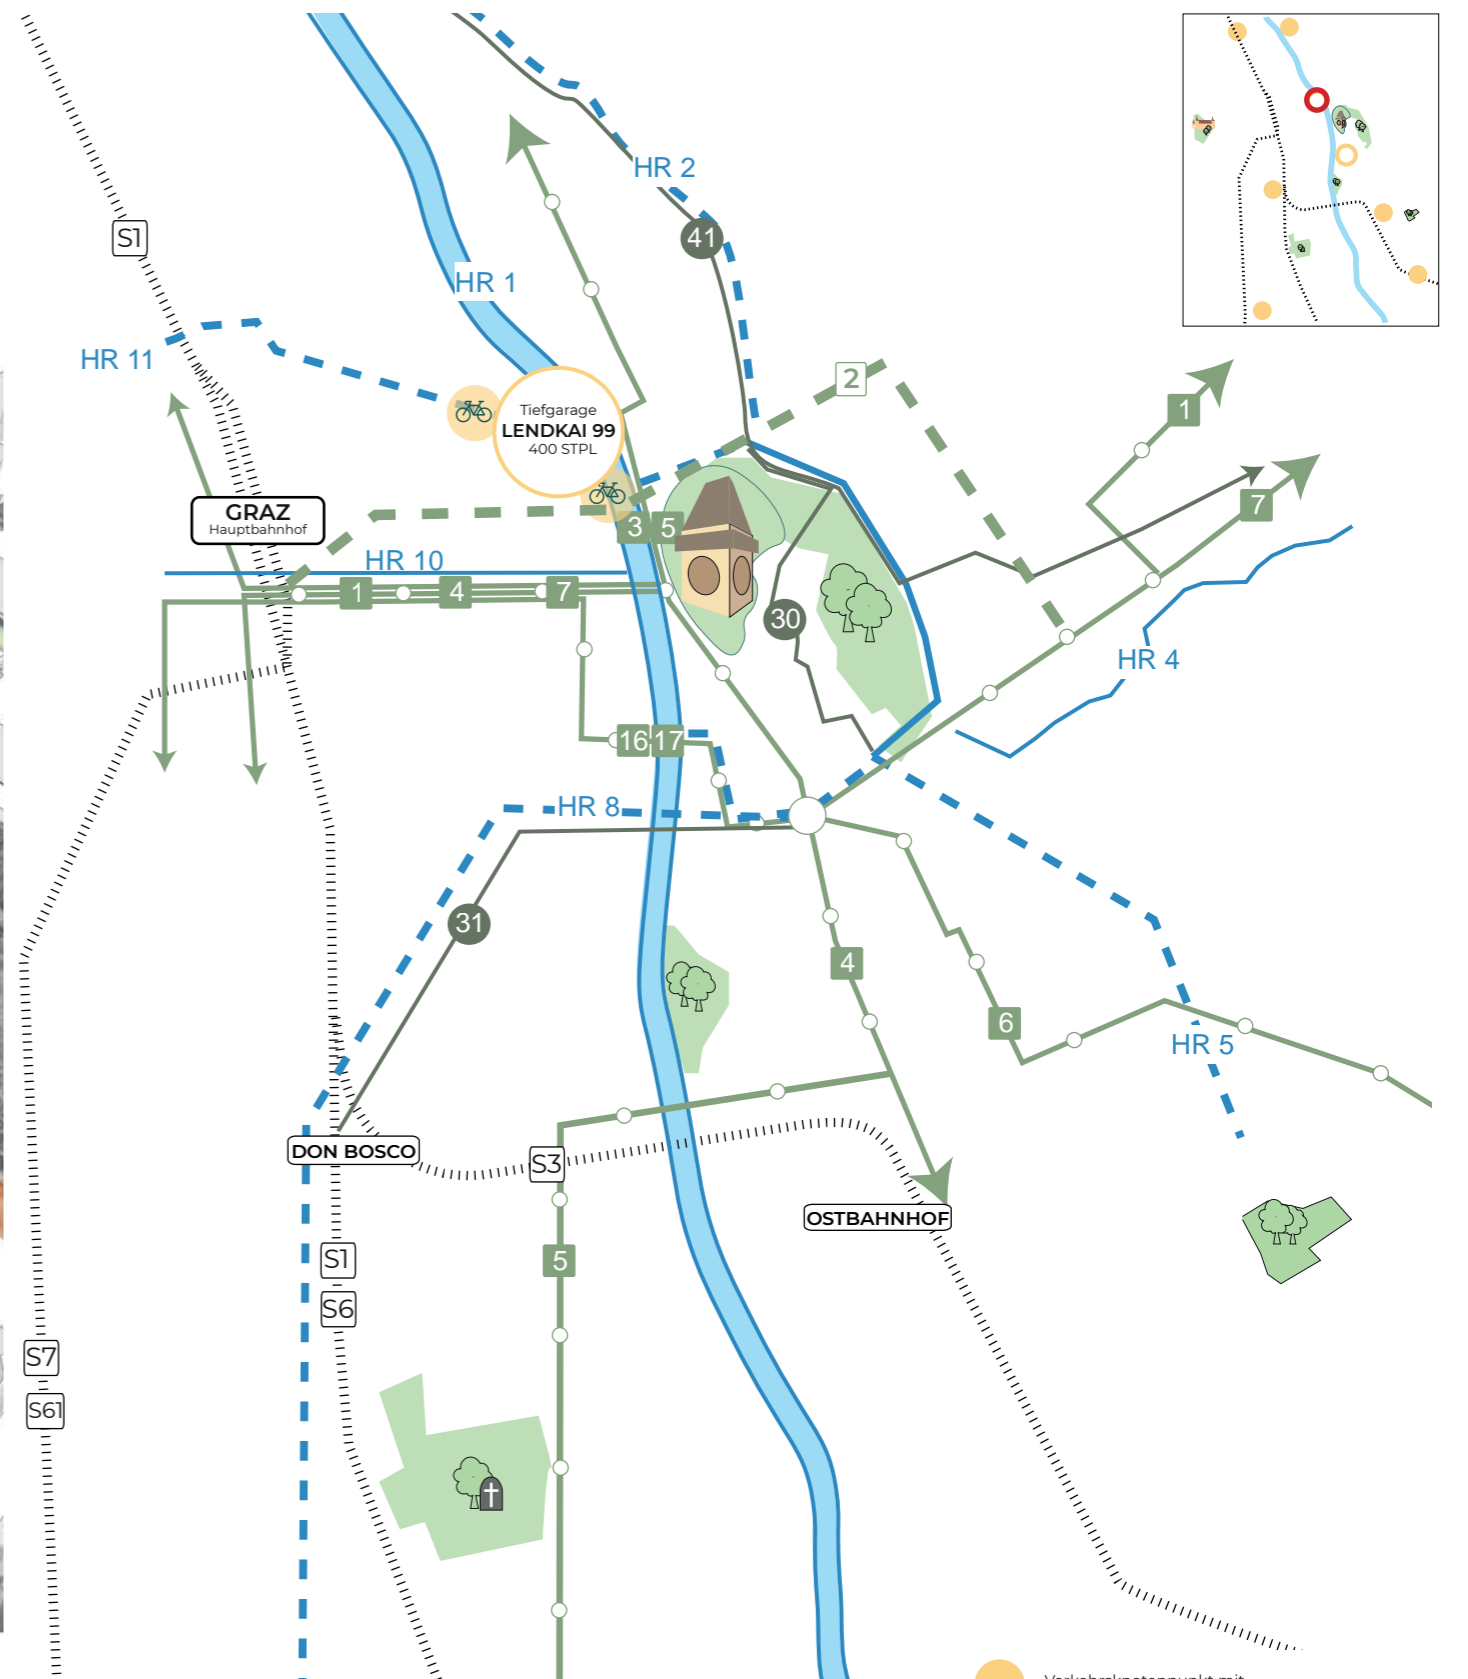 HR 2
S1
41
HR 1
HR 11
2
1
Tiefgarage
LENDKAI 99
400 STPL
7
GRAZ
Hauptbahnhof
3 5
HR 10
1 4 7
30
HR 4
16 17
HR 8
31
4
6
HR 5
DON BOSCO
S3
OSTBAHNHOF
S1
5
S6
S7
S61
Verkehrsknotenpunkt mit